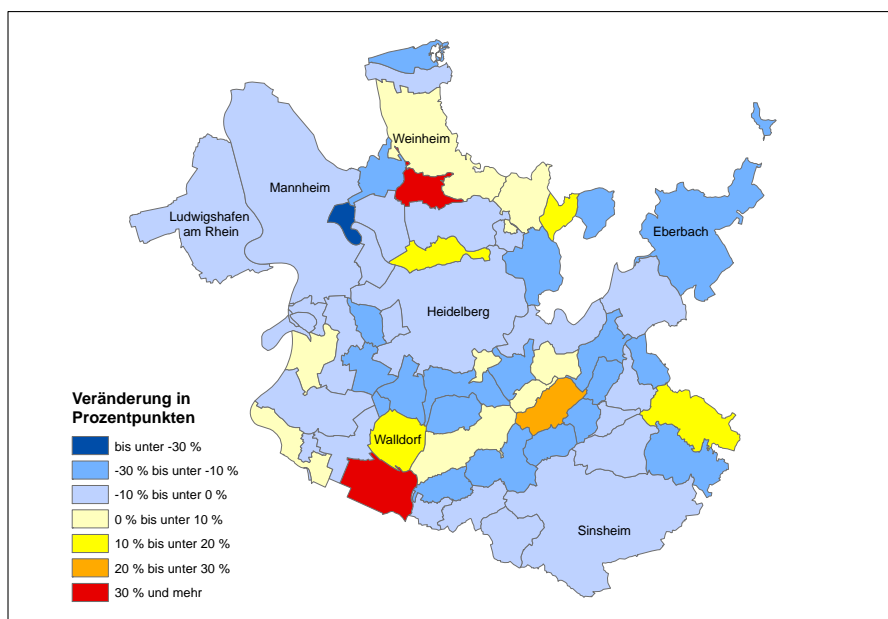 Weinheim
Mannheim
Ludwigshafen
am Rhein
Eberbach
Heidelberg
Walldorf
Sinsheim
Veränderung in
Prozentpunkten
bis unter -30 %
-30 % bis unter -10 %
-10 % bis unter 0 %
0 % bis unter 10 %
10 % bis unter 20 %
20 % bis unter 30 %
30 % und mehr